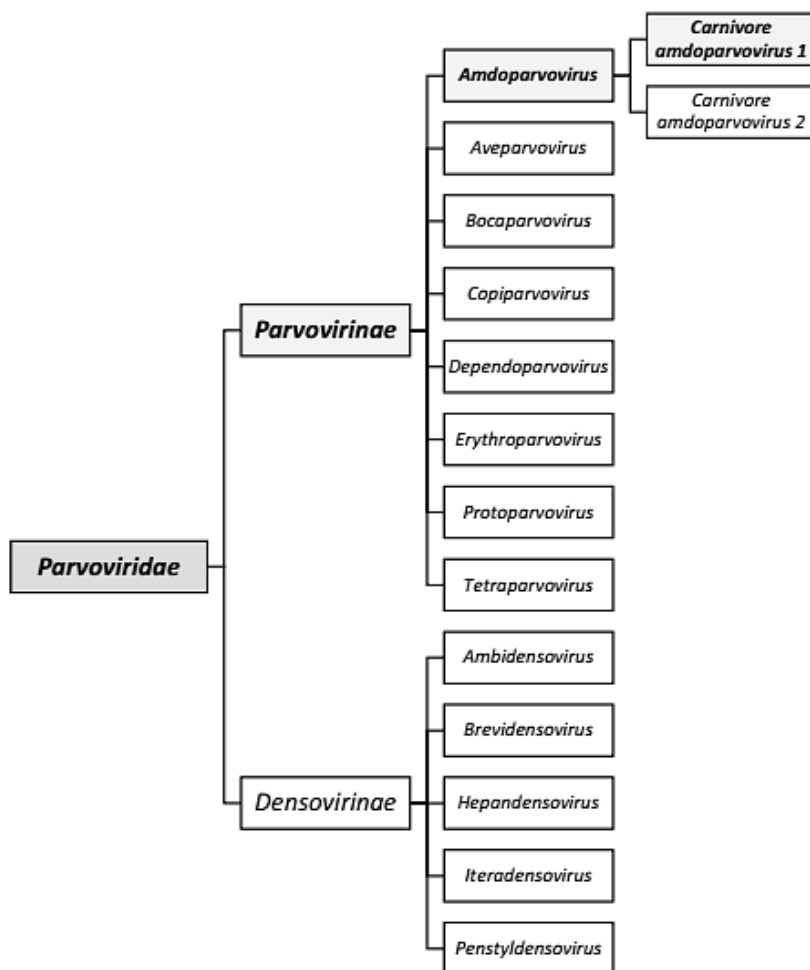 Carnivore
amdoparvovirus 1
Amdoparvovirus
Carnivore
amdoparvovirus 2
Aveparvovirus
Bocaparvovirus
Copiparvovirus
Parvovirinae
Dependoparvovirus
Erythroparvovirus
Protoparvovirus
Parvoviridae
Tetraparvovirus
Ambidensovirus
Brevidensovirus
Densovirinae
Hepandensovirus
Iteradensovirus
Penstyldensovirus